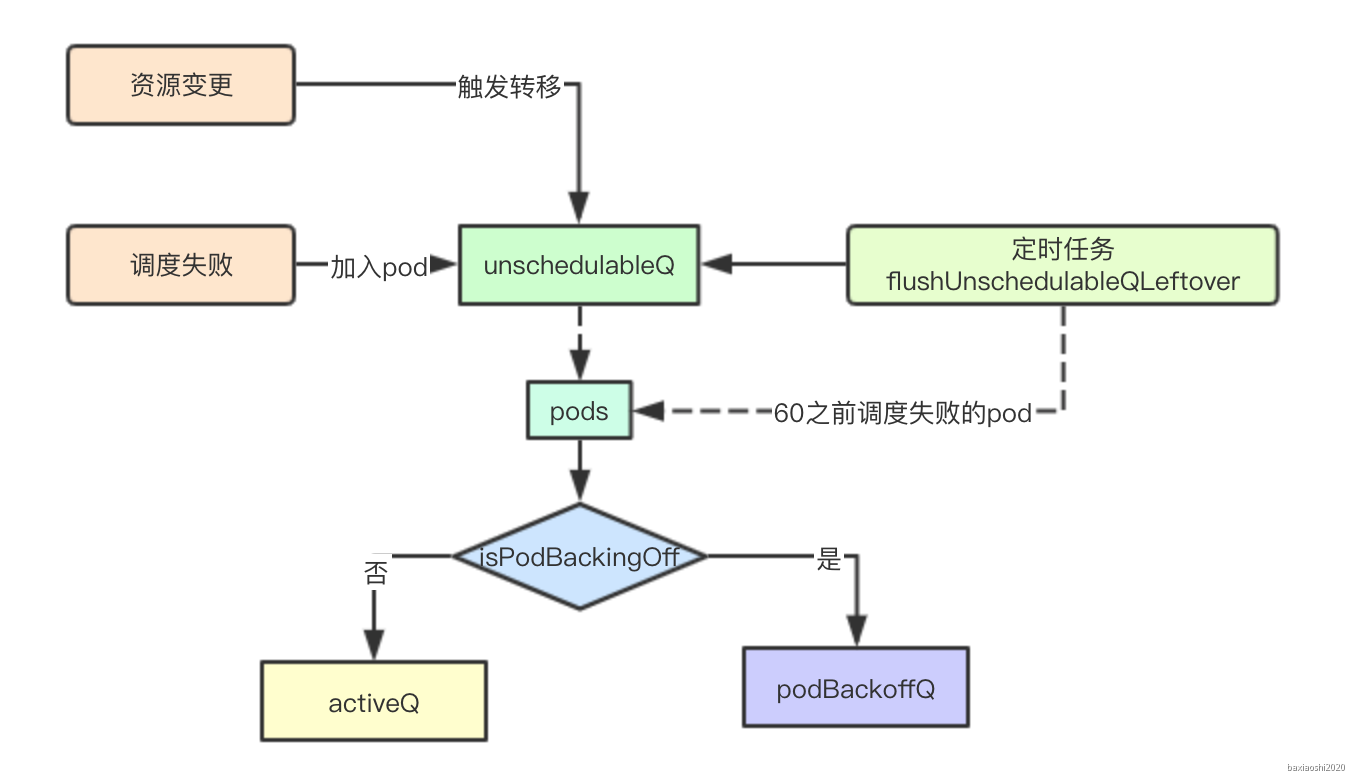 资源变更
触发转移
调度失败
加入pod
unschedulableQ
定时任务
flushUnschedulableQLeftover
pods
60之前调度失败的pod
isPodBackingOff
否
是
activeQ
podBackoffQ
baxiaoshi2020